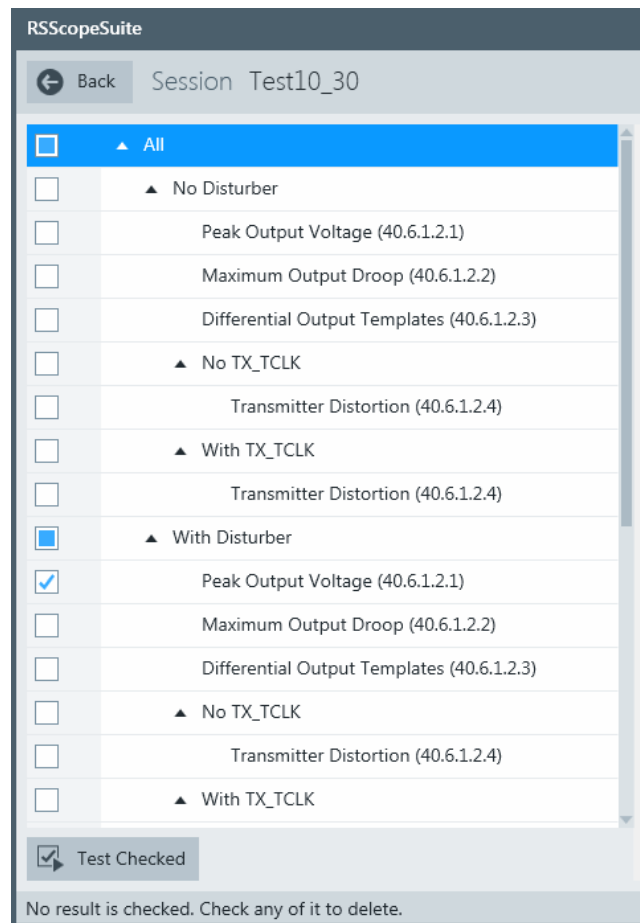 RSScopeSuite
Back Session Test10_30
All
No Disturber
Peak Output Voltage (40.6.1.2.1)
Maximum Output Droop (40.6.1.2.2)
Differential Output Templates (40.6.1.2.3)
No TX_TCLK
Transmitter Distortion (40.6.1.2.4)
With TX_TCLK
Transmitter Distortion (40.6.1.2.4)
With Disturber
Peak Output Voltage (40.6.1.2.1)
Maximum Output Droop (40.6.1.2.2)
Differential Output Templates (40.6.1.2.3)
No TX_TCLK
Transmitter Distortion (40.6.1.2.4)
With TX_TCLK
Test Checked
No result is checked. Check any of it to delete.